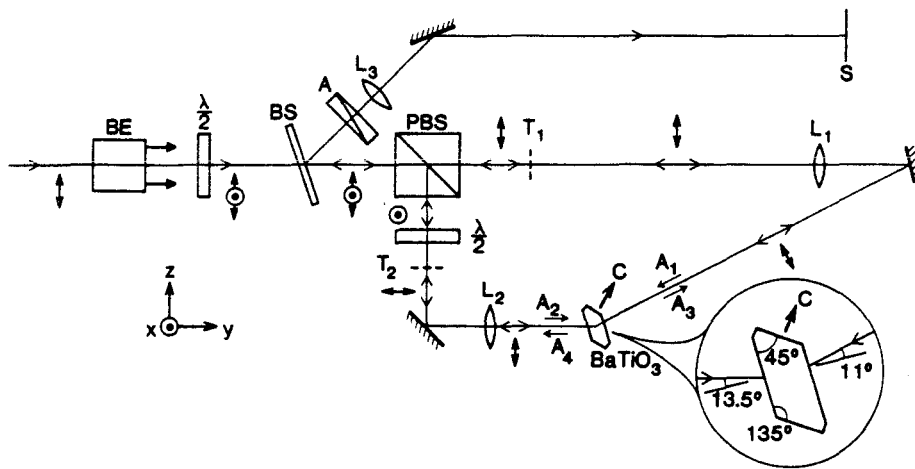 S
L₃
A
BS
BE
λ/2
PBS
T₁
L₁
λ/2
T₂
z
x
y
L₂
A₂
A₄
C
A₁
A₃
BaTiO₃
C
45°
11°
13.5°
135°